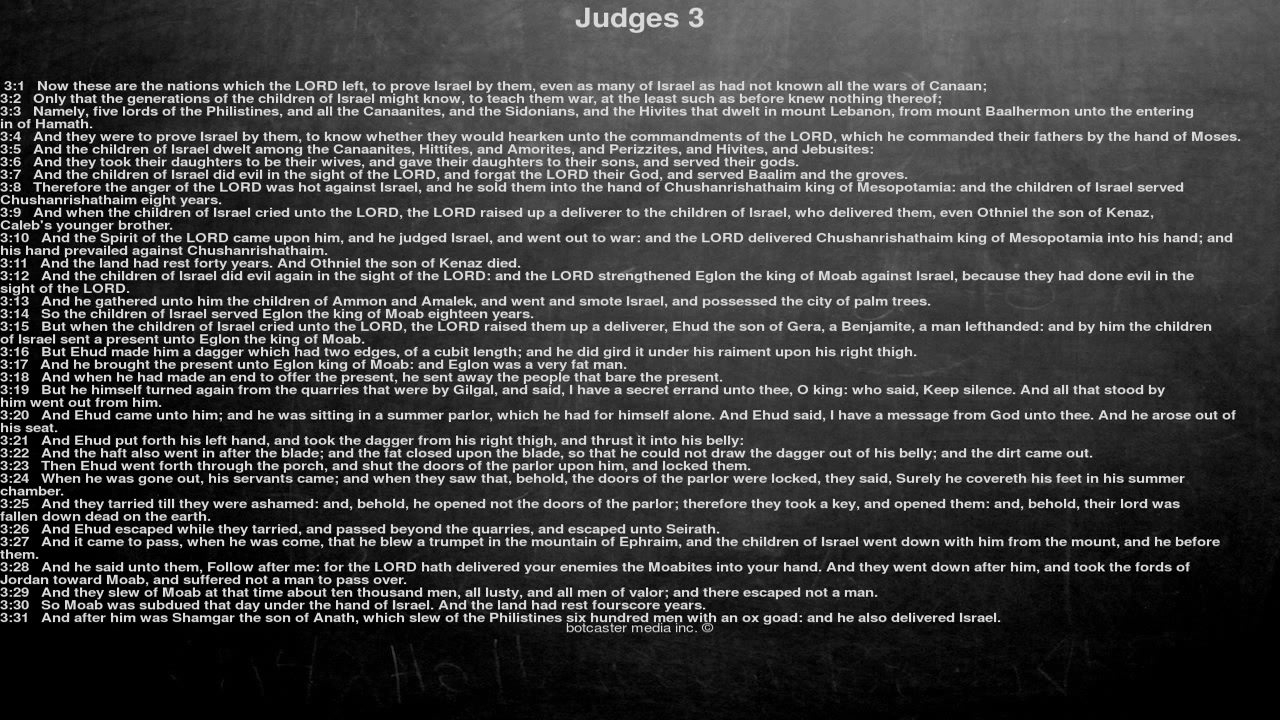 Judges 3
3:1 Now these are the nations which the LORD left, to prove Israel by them, even as many of Israel as had not known all the wars of Canaan;
3:2 Only that the generations of the children of Israel might know, to teach them war, at the least such as before knew nothing thereof;
3:3 Namely, five lords of the Philistines, and all the Canaanites, and the Sidonians, and the Hivites that dwelt in mount Lebanon, from mount Baalhermon unto the entering
in of Hamath.
3:4 And they were to prove Israel by them, to know whether they would hearken unto the commandments of the LORD, which he commanded their fathers by the hand of Moses.
3:5 And the children of Israel dwelt among the Canaanites, Hittites, and Amorites, and Perizzites, and Hivites, and Jebusites:
3:6 And they took their daughters to be their wives, and gave their daughters to their sons, and served their gods.
3:7 And the children of Israel did evil in the sight of the LORD, and forgat the LORD their God, and served Baalim and the groves.
3:8 Therefore the anger of the LORD was hot against Israel, and he sold them into the hand of Chushanrishathaim king of Mesopotamia: and the children of Israel served
Chushanrishathaim eight years.
3:9 And when the children of Israel cried unto the LORD, the LORD raised up a deliverer to the children of Israel, who delivered them, even Othniel the son of Kenaz,
Caleb's younger brother.
3:10 And the Spirit of the LORD came upon him, and he judged Israel, and went out to war: and the LORD delivered Chushanrishathaim king of Mesopotamia into his hand; and
his hand prevailed against Chushanrishathaim.
3:11 And the land had rest forty years. And Othniel the son of Kenaz died.
3:12 And the children of Israel did evil again in the sight of the LORD: and the LORD strengthened Eglon the king of Moab against Israel, because they had done evil in the
sight of the LORD.
3:13 And he gathered unto him the children of Ammon and Amalek, and went and smote Israel, and possessed the city of palm trees.
3:14 So the children of Israel served Eglon the king of Moab eighteen years.
3:15 But when the children of Israel cried unto the LORD, the LORD raised them up a deliverer, Ehud the son of Gera, a Benjamite, a man lefthanded: and by him the children
of Israel sent a present unto Eglon the king of Moab.
3:16 But Ehud made him a dagger which had two edges, of a cubit length; and he did gird it under his raiment upon his right thigh.
3:17 And he brought the present unto Eglon king of Moab: and Eglon was a very fat man.
3:18 And when he had made an end to offer the present, he sent away the people that bare the present.
3:19 But he himself turned again from the quarries that were by Gilgal, and said, I have a secret errand unto thee, O king: who said, Keep silence. And all that stood by
him went out from him.
3:20 And Ehud came unto him; and he was sitting in a summer parlor, which he had for himself alone. And Ehud said, I have a message from God unto thee. And he arose out of
his seat.
3:21 And Ehud put forth his left hand, and took the dagger from his right thigh, and thrust it into his belly:
3:22 And the haft also went in after the blade; and the fat closed upon the blade, so that he could not draw the dagger out of his belly; and the dirt came out.
3:23 Then Ehud went forth through the porch, and shut the doors of the parlor upon him, and locked them.
3:24 When he was gone out, his servants came; and when they saw that, behold, the doors of the parlor were locked, they said, Surely he covereth his feet in his summer
chamber.
3:25 And they tarried till they were ashamed: and, behold, he opened not the doors of the parlor; therefore they took a key, and opened them: and, behold, their lord was
fallen down dead on the earth.
3:26 And Ehud escaped while they tarried, and passed beyond the quarries, and escaped unto Seirath.
3:27 And it came to pass, when he was come, that he blew a trumpet in the mountain of Ephraim, and the children of Israel went down with him from the mount, and he before
them.
3:28 And he said unto them, Follow after me: for the LORD hath delivered your enemies the Moabites into your hand. And they went down after him, and took the fords of
Jordan toward Moab, and suffered not a man to pass over.
3:29 And they slew of Moab at that time about ten thousand men, all lusty, and all men of valor; and there escaped not a man.
3:30 So Moab was subdued that day under the hand of Israel. And the land had rest fourscore years.
3:31 And after him was Shamgar the son of Anath, which slew of the Philistines six hundred men with an ox goad: and he also delivered Israel.
botcaster media inc. ©